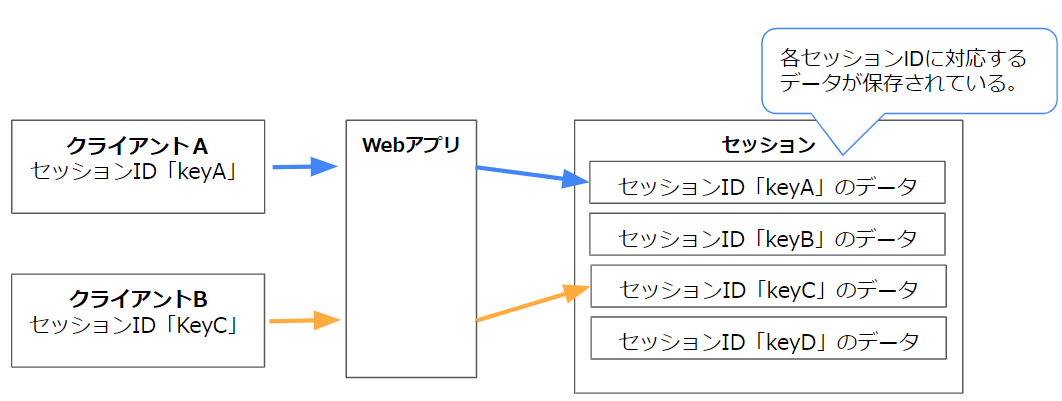 各セッションIDに対応する
データが保存されている。
クライアントA
セッションID「keyA」
Webアプリ
セッション
セッションID「keyA」のデータ
セッションID「keyB」のデータ
クライアントB
セッションID「KeyC」
セッションID「keyC」のデータ
セッションID「keyD」のデータ